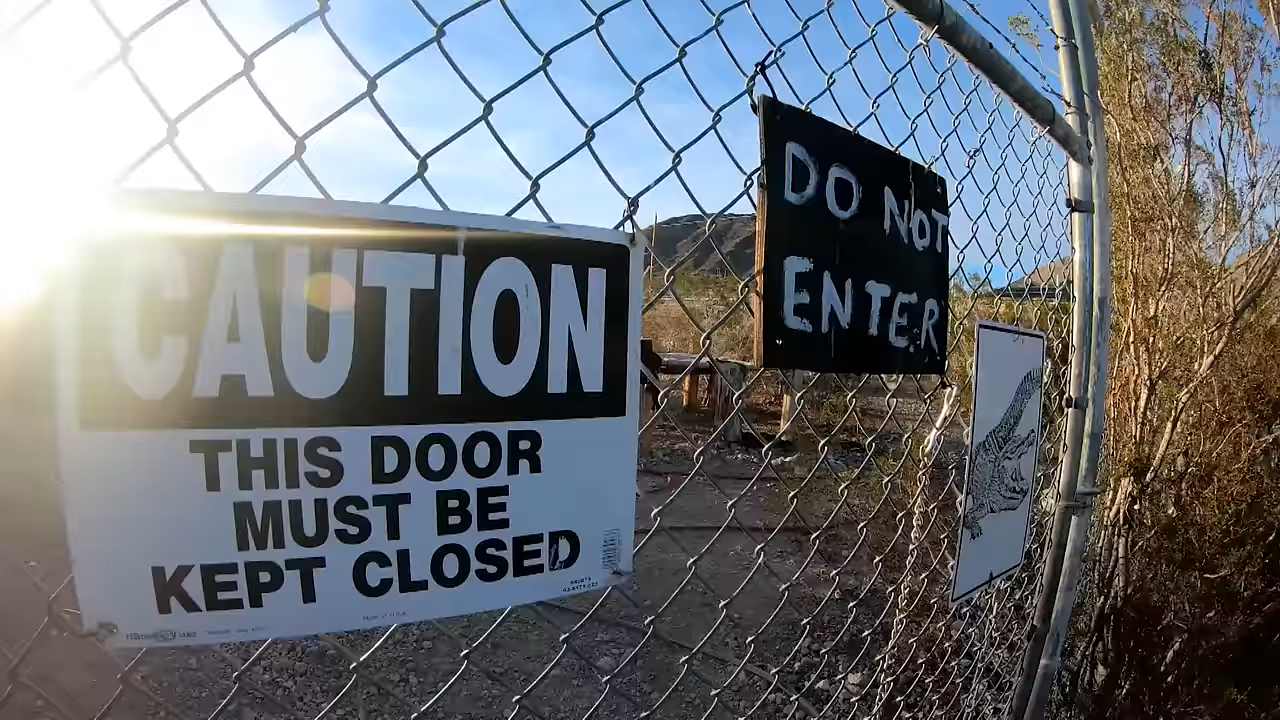 CAUTION
THIS DOOR
MUST BE
KEPT CLOSED
DO NOT
ENTER